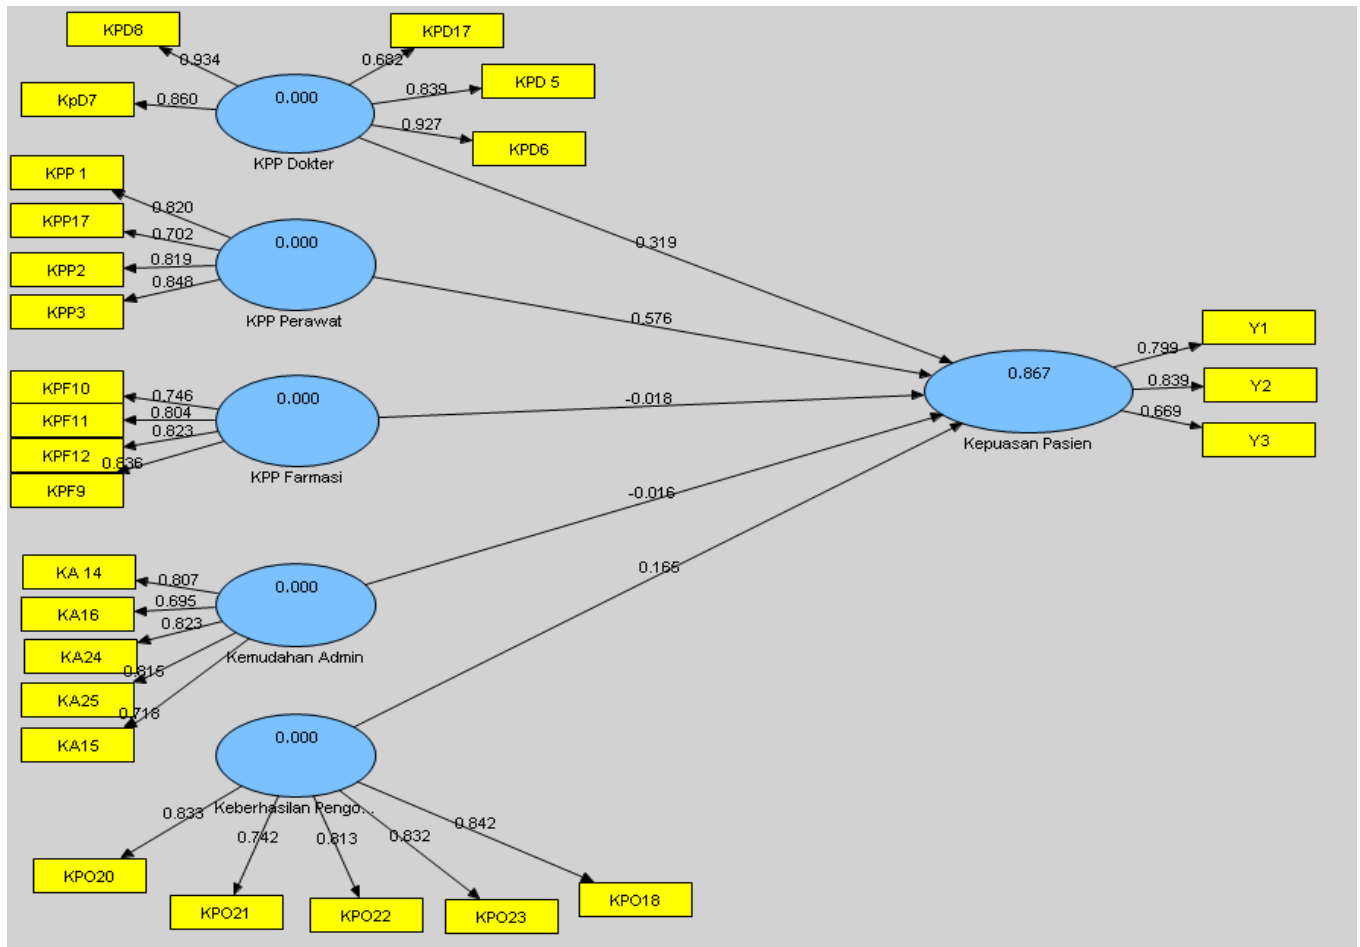 KPD8
KPD17
0.934
0.682
KpD7
0.860
0.000
0.839
KPD 5
0.927
KPD6
KPP Dokter
KPP 1
0.820
KPP17
0.702
0.000
0.319
KPP2
0.819
KPP3
0.848
KPP Perawat
0.576
Y1
0.799
KPF10
0.746
0.000
-0.018
0.867
0.839
Y2
KPF11
0.804
0.669
KPF12
0.823
Kepuasan Pasien
Y3
0.836
KPF9
KPP Farmasi
-0.016
KA 14
0.807
0.000
0.165
KA16
0.695
KA24
0.823
Kemudahan Admin
0.815
KA25
0.718
KA15
0.000
Keberhasilan Pengo...
0.833
0.742
0.813
0.832
0.842
KPO20
KPO21
KPO22
KPO23
KPO18